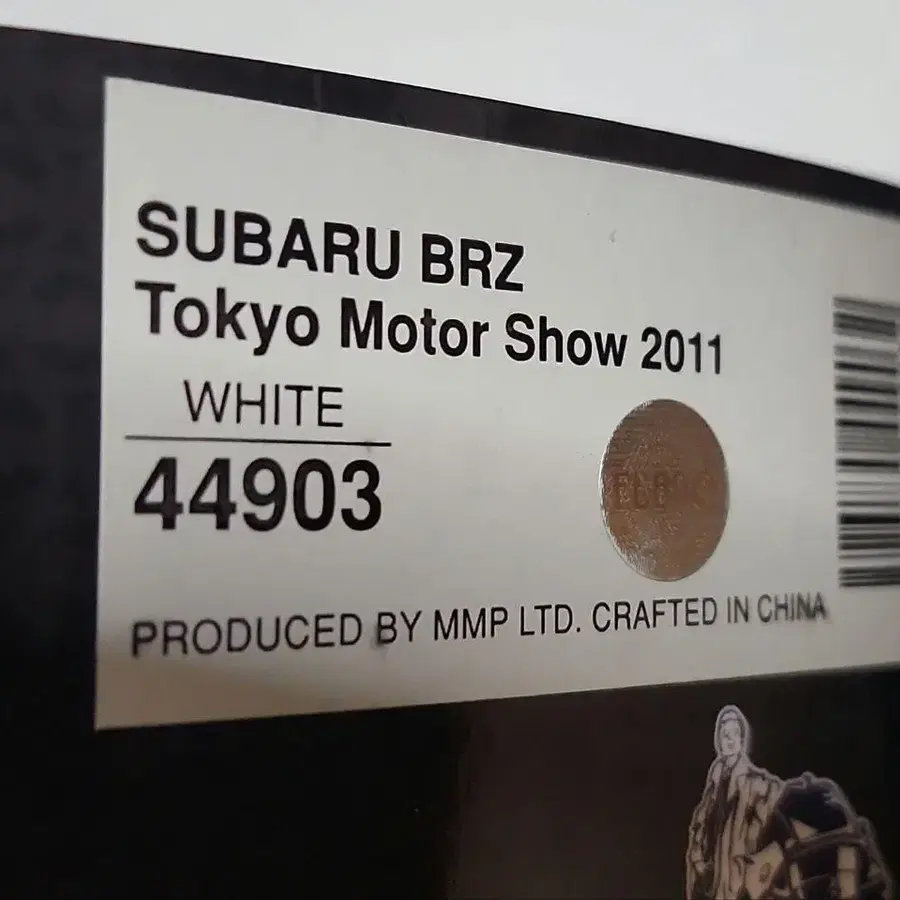 SUBARU BRZ
Tokyo Motor Show 2011
WHITE
44903
PRODUCED BY MMP LTD. CRAFTED IN CHINA